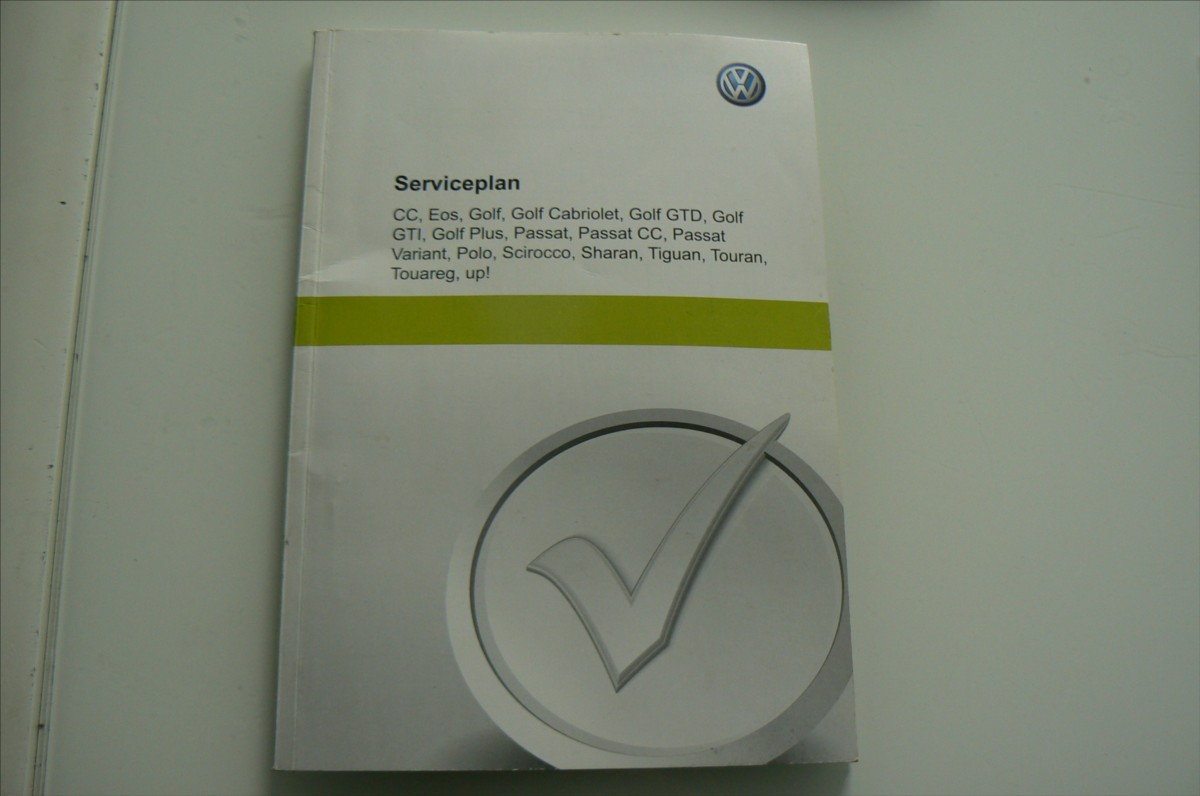 VW
Serviceplan
CC, Eos, Golf, Golf Cabriolet, Golf GTD, Golf
GTI, Golf Plus, Passat, Passat CC, Passat
Variant, Polo, Scirocco, Sharan, Tiguan, Touran,
Touareg, up!